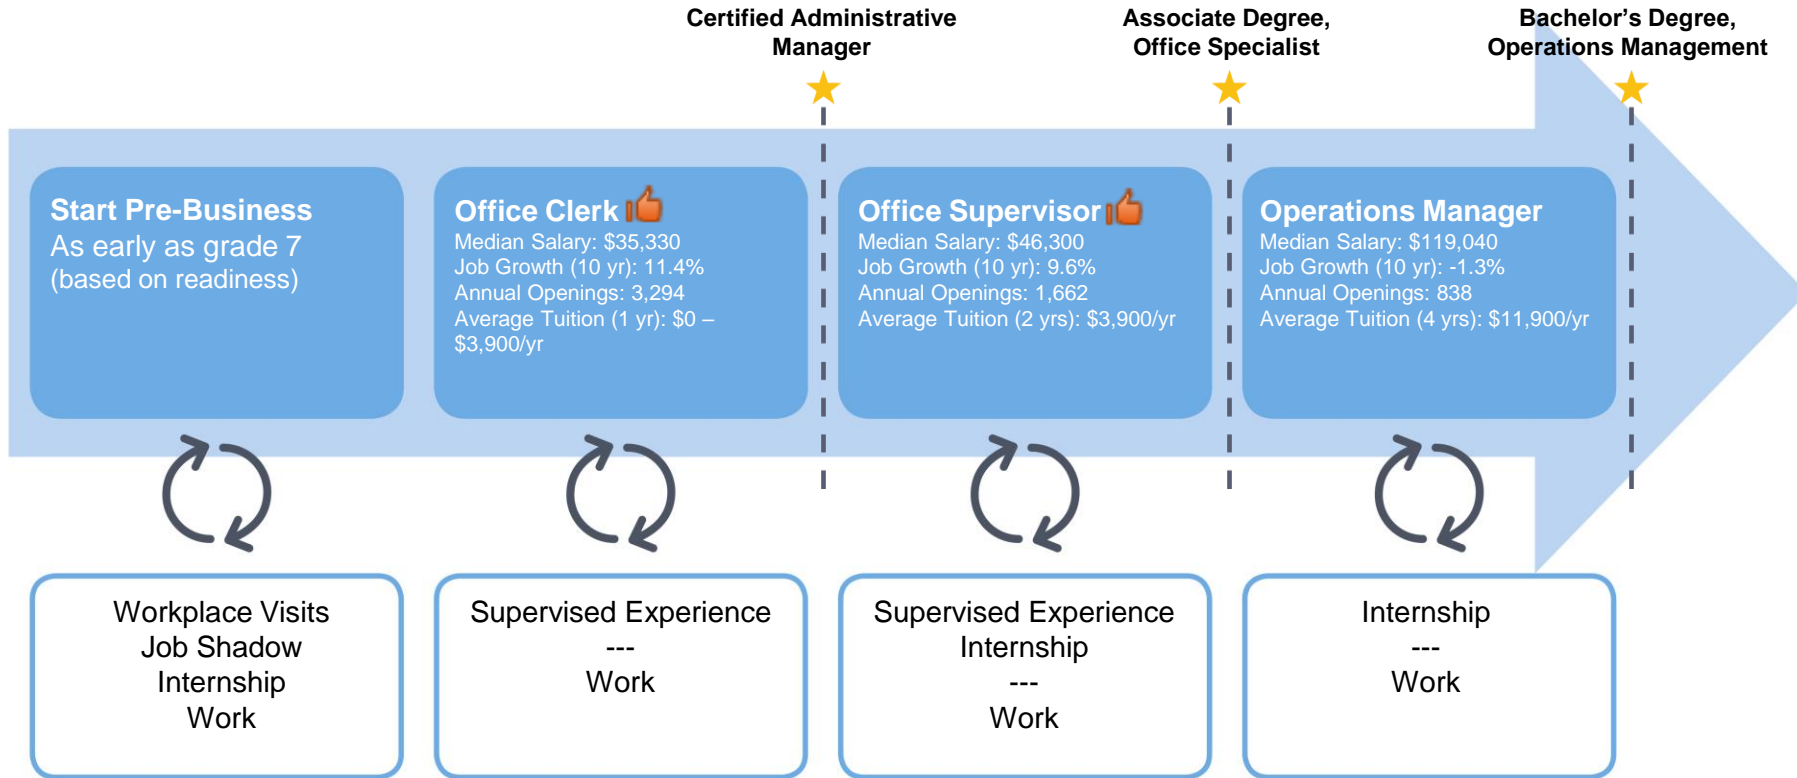 Certified Administrative
Manager
Associate Degree,
Office Specialist
Bachelor’s Degree,
Operations Management
Start Pre-Business
As early as grade 7
(based on readiness)
Office Clerk
Median Salary: $35,330
Job Growth (10 yr): 11.4%
Annual Openings: 3,294
Average Tuition (1 yr): $0 –
$3,900/yr
Office Supervisor
Median Salary: $46,300
Job Growth (10 yr): 9.6%
Annual Openings: 1,662
Average Tuition (2 yrs): $3,900/yr
Operations Manager
Median Salary: $119,040
Job Growth (10 yr): -1.3%
Annual Openings: 838
Average Tuition (4 yrs): $11,900/yr
Workplace Visits
Job Shadow
Internship
Work
Supervised Experience
---
Work
Supervised Experience
Internship
---
Work
Internship
---
Work